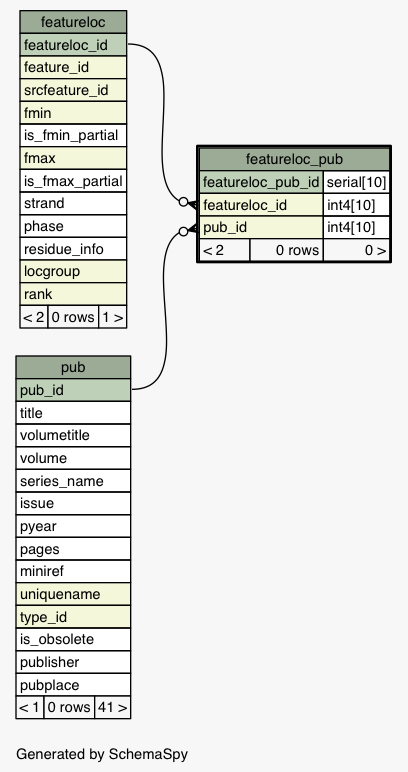 featureloc
featureloc_id
feature_id
srcfeature_id
fmin
is_fmin_partial
fmax
is_fmax_partial
strand
phase
residue_info
locgroup
rank
< 2 0 rows 1 >
featureloc_pub
featureloc_pub_id serial[10]
featureloc_id int4[10]
pub_id int4[10]
< 2 0 rows 0 >
pub
pub_id
title
volumetitle
volume
series_name
issue
pyear
pages
miniref
uniquename
type_id
is_obsolete
publisher
pubplace
< 1 0 rows 41 >
Generated by SchemaSpy